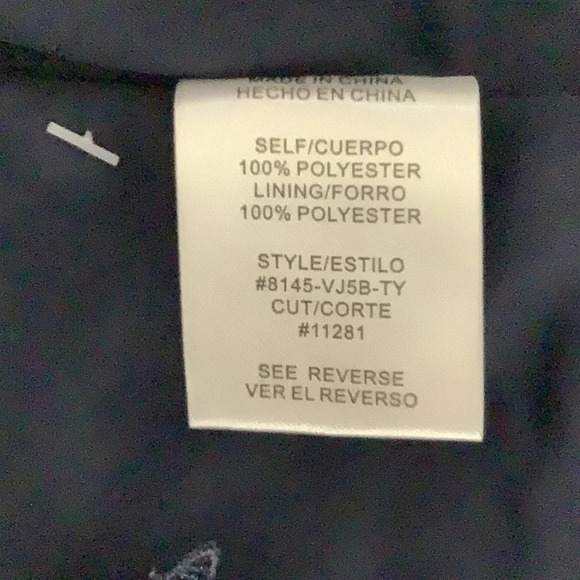 MADE IN CHINA
HECHO EN CHINA
SELF/CUERPO
100% POLYESTER
LINING/FORRO
100% POLYESTER
STYLE/ESTILO
#8145-VJ5B-TY
CUT/CORTE
#11281
SEE REVERSE
VER EL REVERSO